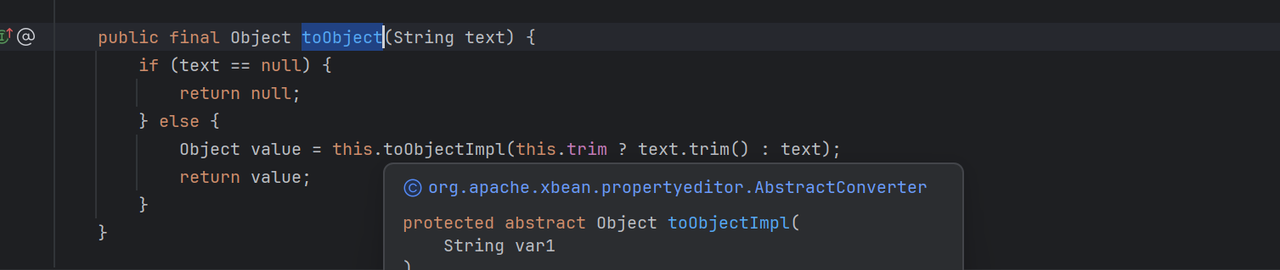 public final Object toObject(String text) {
if (text == null) {
return null;
} else {
Object value = this.toObjectImpl(this.trim ? text.trim() : text);
return value;
}
}
org.apache.xbean.propertyeditor.AbstractConverter
protected abstract Object toObjectImpl(
String var1
)